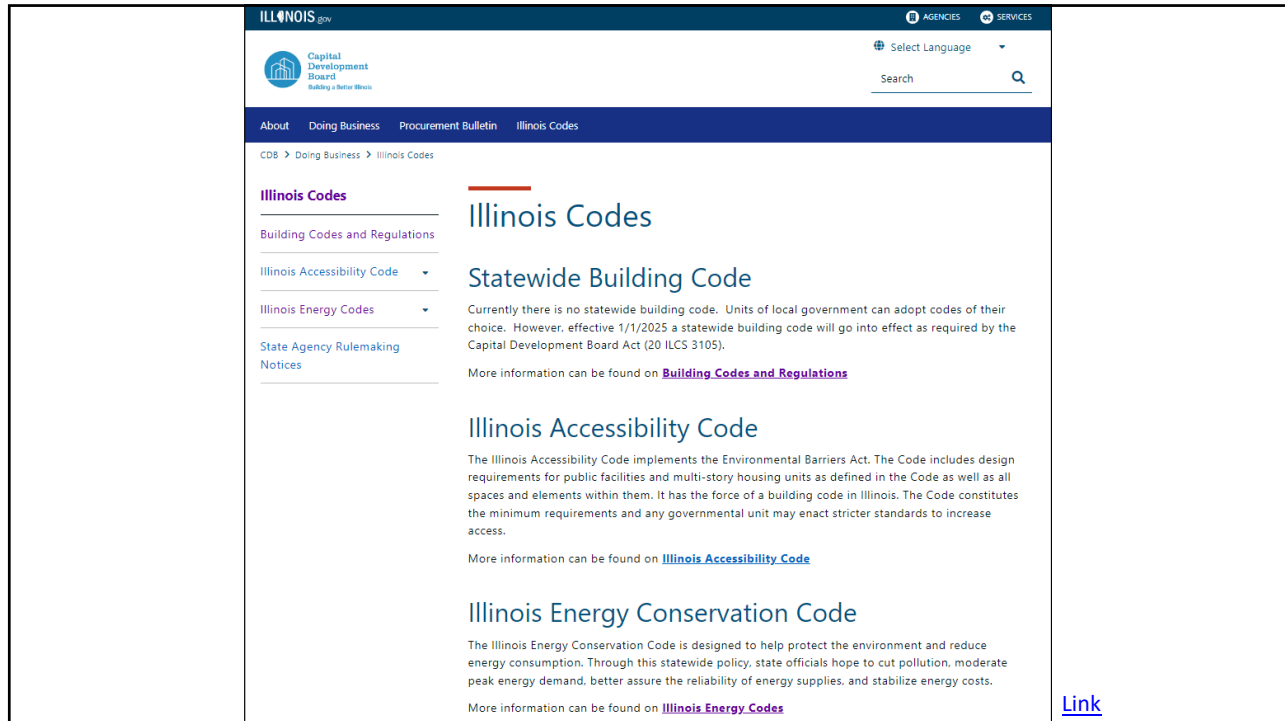 ILLINOIS.gov
AGENCIES SERVICES
Select Language
Capital
Development
Board
Building a Better Illinois
Search
About Doing Business Procurement Bulletin Illinois Codes
CDB > Doing Business > Illinois Codes
Illinois Codes
Building Codes and Regulations
Illinois Accessibility Code
Illinois Energy Codes
State Agency Rulemaking
Notices
Illinois Codes
Statewide Building Code
Currently there is no statewide building code. Units of local government can adopt codes of their
choice. However, effective 1/1/2025 a statewide building code will go into effect as required by the
Capital Development Board Act (20 ILCS 3105).
More information can be found on Building Codes and Regulations
Illinois Accessibility Code
The Illinois Accessibility Code implements the Environmental Barriers Act. The Code includes design
requirements for public facilities and multi-story housing units as defined in the Code as well as all
spaces and elements within them. It has the force of a building code in Illinois. The Code constitutes
the minimum requirements and any governmental unit may enact stricter standards to increase
access.
More information can be found on Illinois Accessibility Code
Illinois Energy Conservation Code
The Illinois Energy Conservation Code is designed to help protect the environment and reduce
energy consumption. Through this statewide policy, state officials hope to cut pollution, moderate
peak energy demand, better assure the reliability of energy supplies, and stabilize energy costs.
More information can be found on Illinois Energy Codes
Link